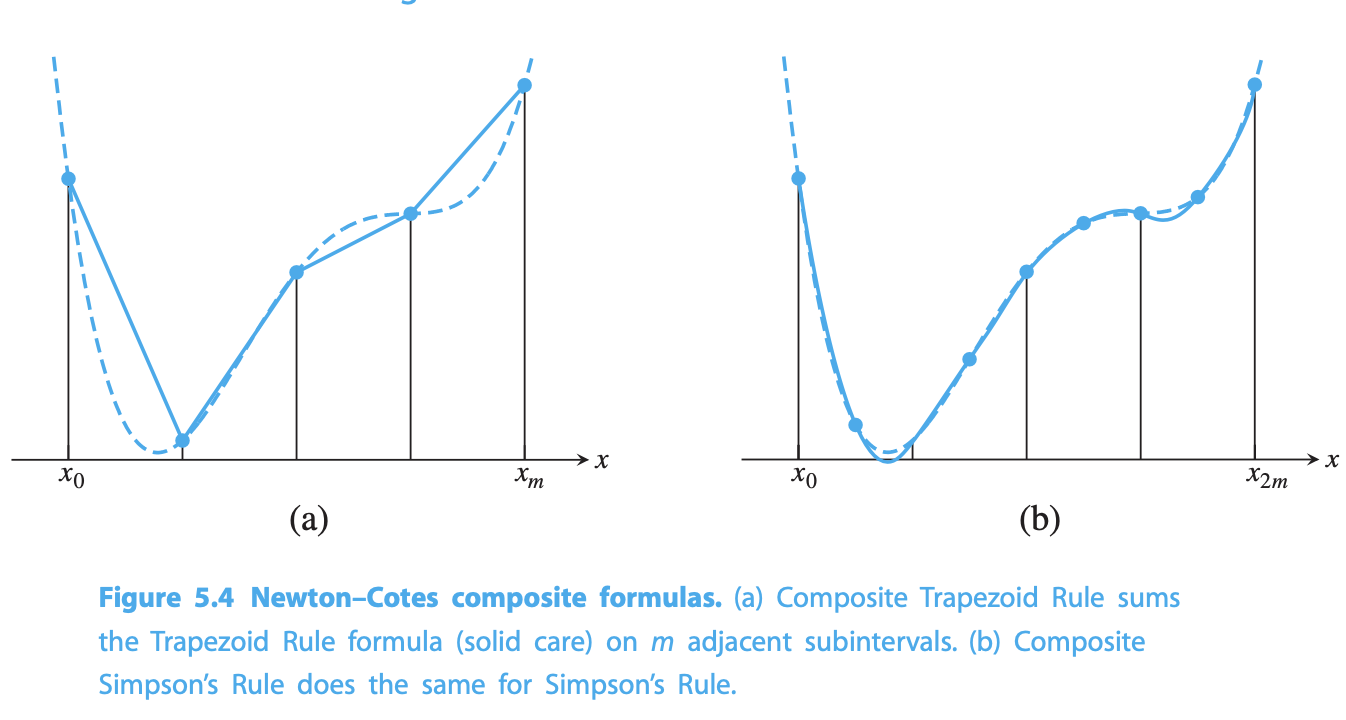 x0 xm x x0 x2m x
(a) (b)
Figure 5.4 Newton–Cotes composite formulas. (a) Composite Trapezoid Rule sums
the Trapezoid Rule formula (solid care) on m adjacent subintervals. (b) Composite
Simpson's Rule does the same for Simpson's Rule.